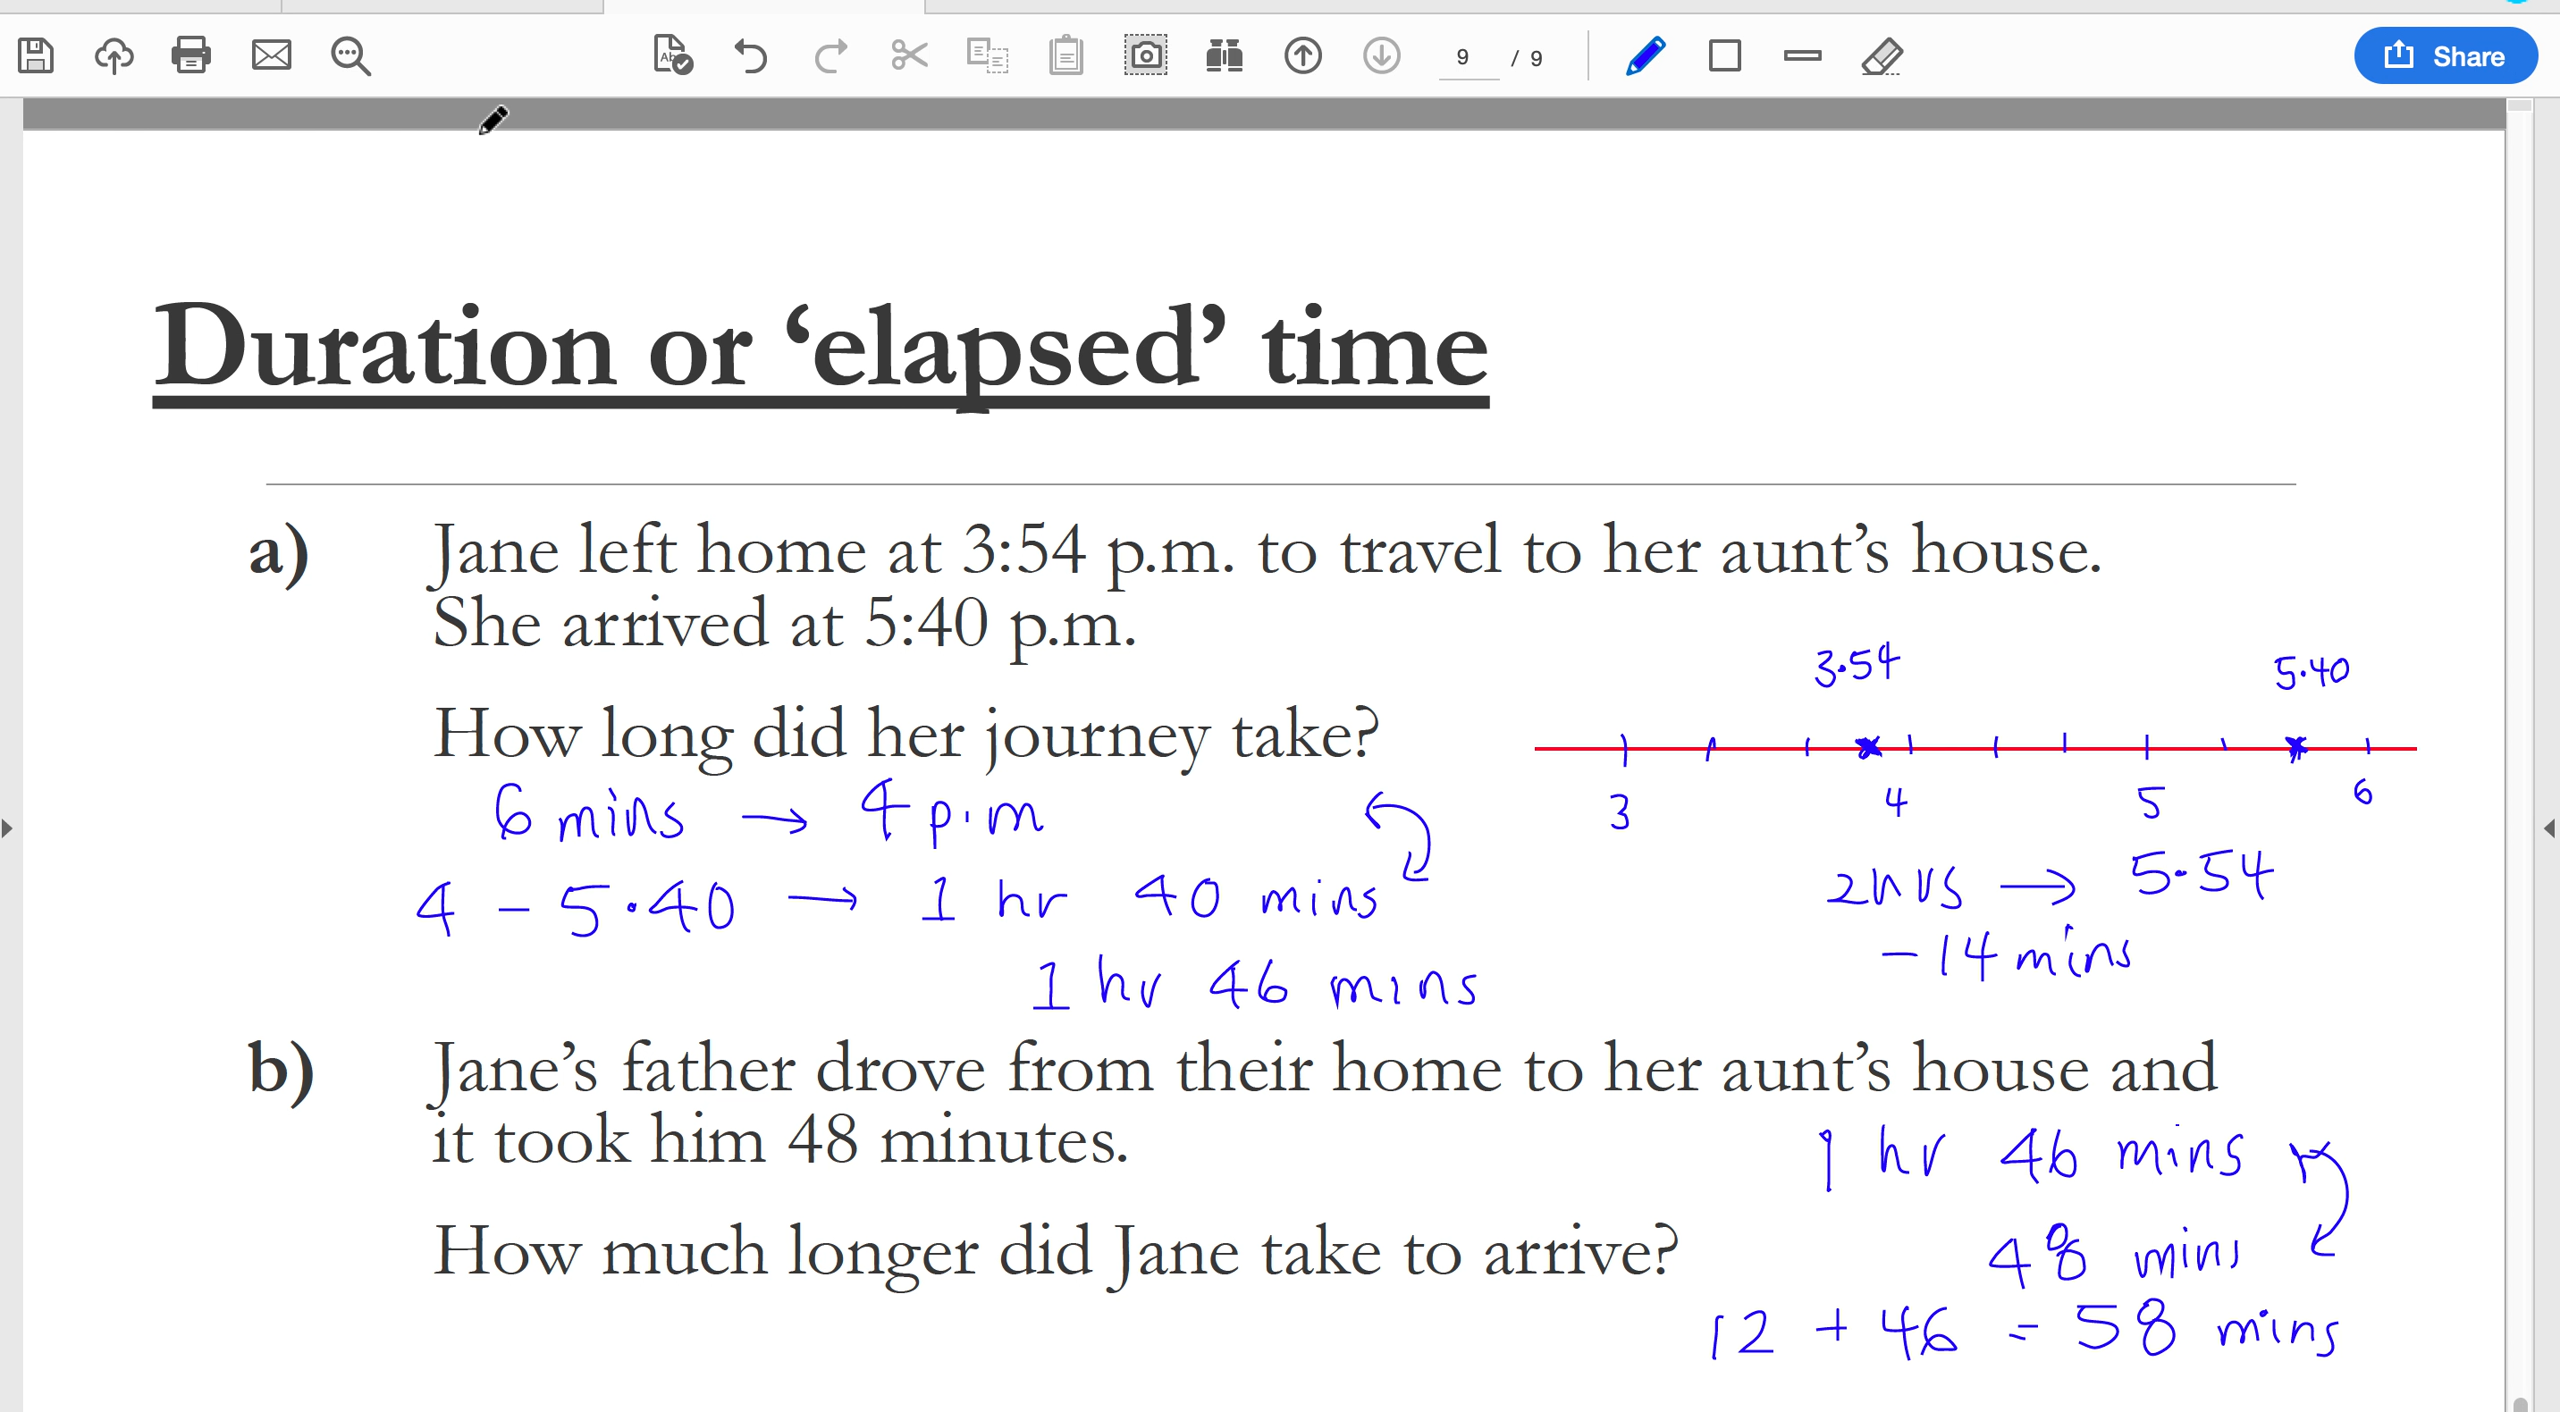 9 / 9
Share
Duration or ‘elapsed’ time
a) Jane left home at 3:54 p.m. to travel to her aunt’s house.
She arrived at 5:40 p.m.
3.54 5.40
How long did her journey take?
3 4 5 6
6 mins → 4 p.m
4 - 5.40 → 1 hr 40 mins
2hrs → 5.54
- 14 mins
1 hr 46 mins
b) Jane’s father drove from their home to her aunt’s house and
it took him 48 minutes.
1 hr 46 mins
How much longer did Jane take to arrive?
48 mins
12 + 46 = 58 mins